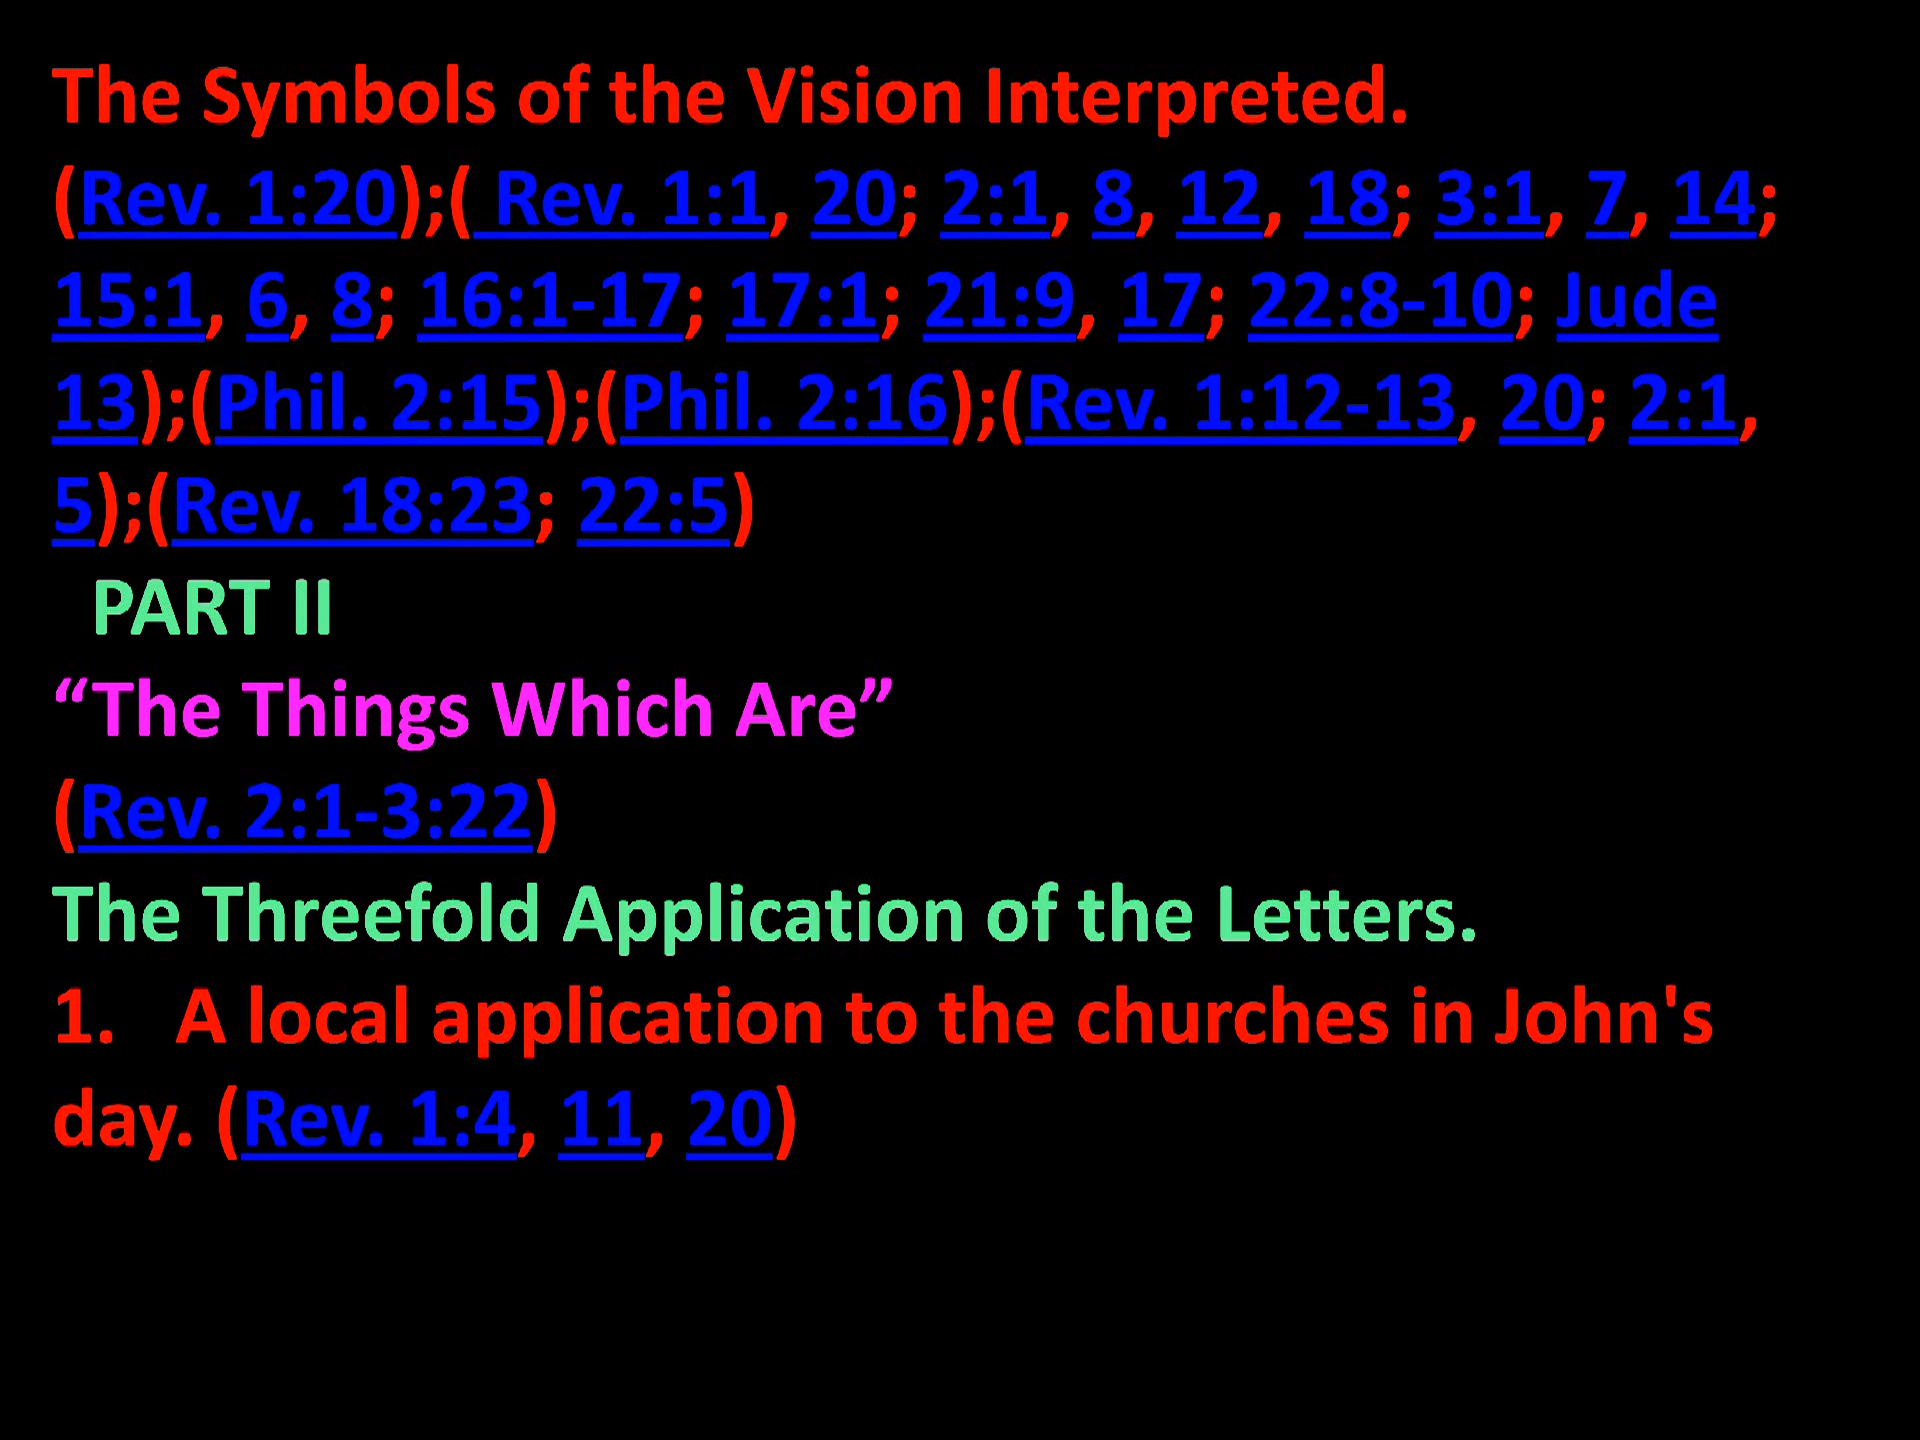 The Symbols of the Vision Interpreted.
(Rev. 1:20);( Rev. 1:1, 20; 2:1, 8, 12, 18; 3:1, 7, 14;
15:1, 6, 8; 16:1-17; 17:1; 21:9, 17; 22:8-10; Jude
13);(Phil. 2:15);(Phil. 2:16);(Rev. 1:12-13, 20; 2:1,
5);(Rev. 18:23; 22:5)
PART II
“The Things Which Are”
(Rev. 2:1-3:22)
The Threefold Application of the Letters.
1. A local application to the churches in John's
day. (Rev. 1:4, 11, 20)